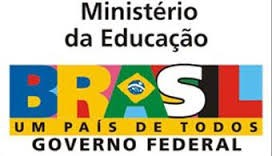 Ministério
da Educação
BRASIL
UM PAÍS DE TODOS
GOVERNO FEDERAL